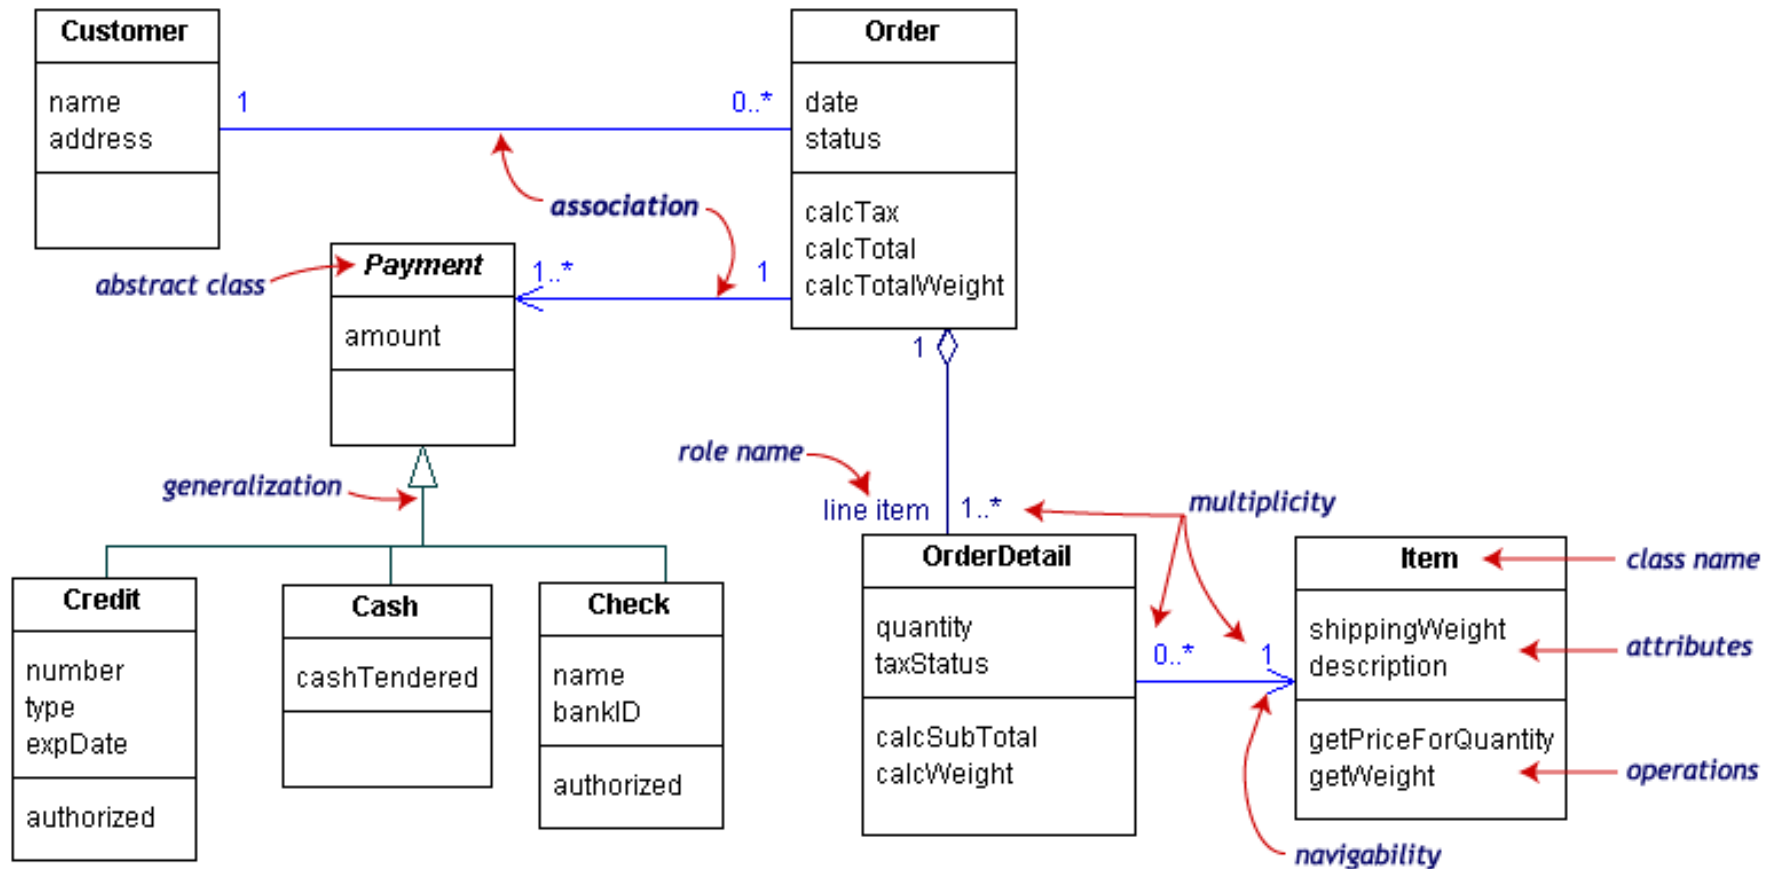 Customer
name
address
1
0..*
Order
date
status
calcTax
calcTotal
calcTotalWeight
association
abstract class
Payment
amount
1..*
1
1
generalization
role name
line item
1..*
multiplicity
Credit
number
type
expDate
authorized
Cash
cashTendered
Check
name
bankID
authorized
OrderDetail
quantity
taxStatus
calcSubTotal
calcWeight
0..*
1
Item
shippingWeight
description
getPriceForQuantity
getWeight
class name
attributes
operations
navigability